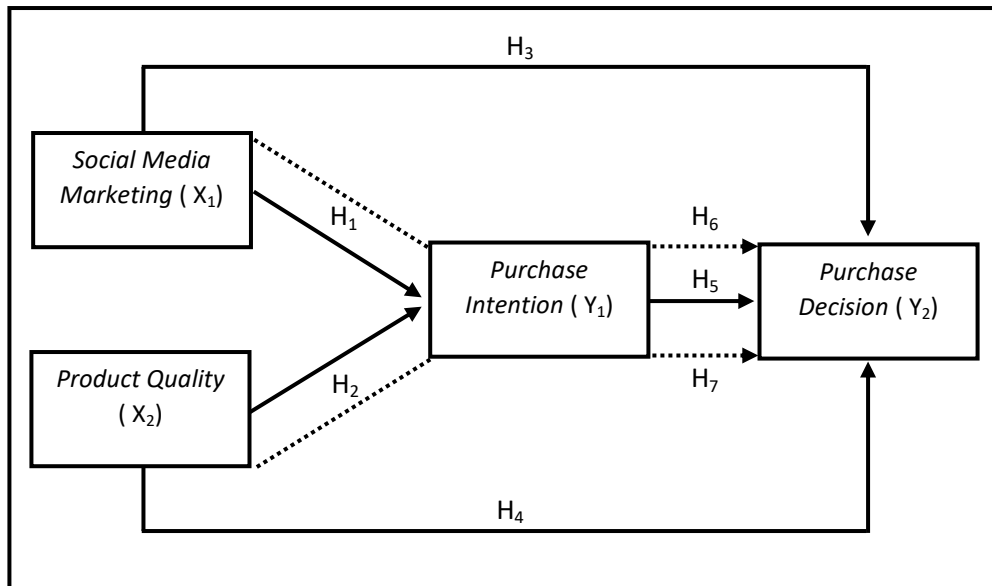 H₃
Social Media
Marketing ( X₁)
H₁
H₆
Purchase
Intention ( Y₁)
H₅
Purchase
Decision ( Y₂)
Product Quality
( X₂)
H₂
H₇
H₄